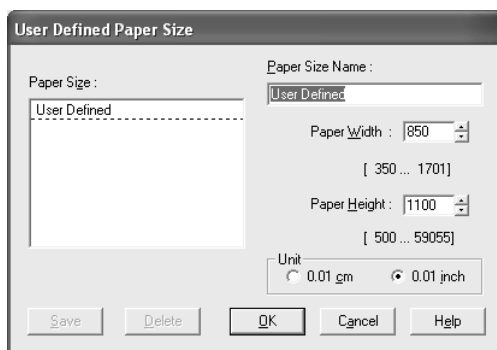 User Defined Paper Size
Paper Size :
User Defined
Paper Size Name :
User Defined
Paper Width : 850
[ 350 ... 1701]
Paper Height : 1100
[ 500 ... 59055]
Unit
0.01 cm
0.01 inch
Save
Delete
OK
Cancel
Help